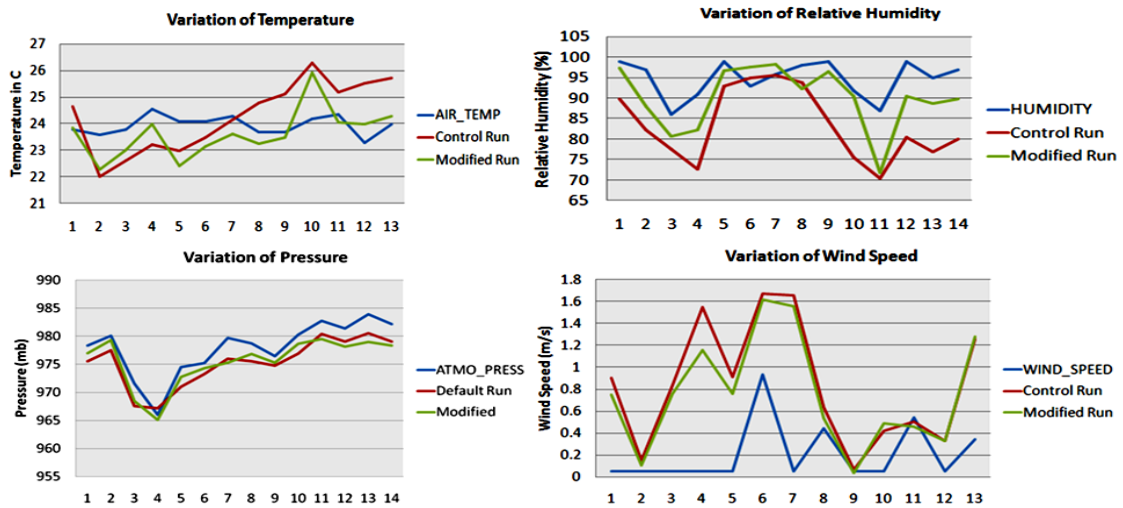 Variation of Temperature
Temperature in C
27
26
25
24
23
22
21
1 2 3 4 5 6 7 8 9 10 11 12 13
AIR_TEMP
Control Run
Modified Run
Variation of Relative Humidity
Relative Humidity (%)
105
100
95
90
85
80
75
70
65
1 2 3 4 5 6 7 8 9 10 11 12 13 14
HUMIDITY
Control Run
Modified Run
Variation of Pressure
Pressure (mb)
990
985
980
975
970
965
960
955
1 2 3 4 5 6 7 8 9 10 11 12 13 14
ATMO_PRESS
Default Run
Modified
Variation of Wind Speed
Wind Speed (m/s)
1.8
1.6
1.4
1.2
1
0.8
0.6
0.4
0.2
0
1 2 3 4 5 6 7 8 9 10 11 12 13
WIND_SPEED
Control Run
Modified Run